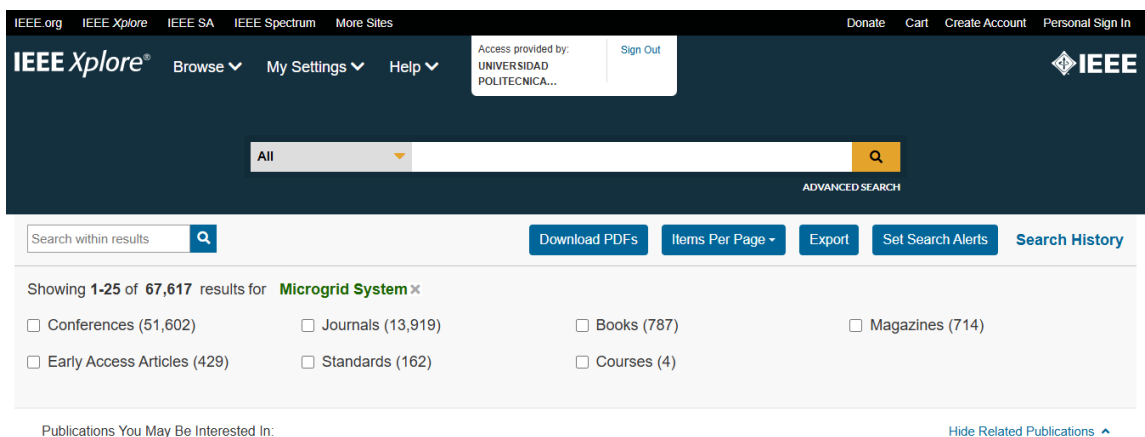 IEEE.org IEEE Xplore IEEE SA IEEE Spectrum More Sites Donate Cart Create Account Personal Sign In
IEEE Xplore® Browse My Settings Help
Access provided by:
UNIVERSIDAD
POLITECNICA...
Sign Out
IEEE
All
ADVANCED SEARCH
Search within results Download PDFs Items Per Page Export Set Search Alerts Search History
Showing 1-25 of 67,617 results for Microgrid System ×
Conferences (51,602) Journals (13,919) Books (787) Magazines (714)
Early Access Articles (429) Standards (162) Courses (4)
Publications You May Be Interested In: Hide Related Publications